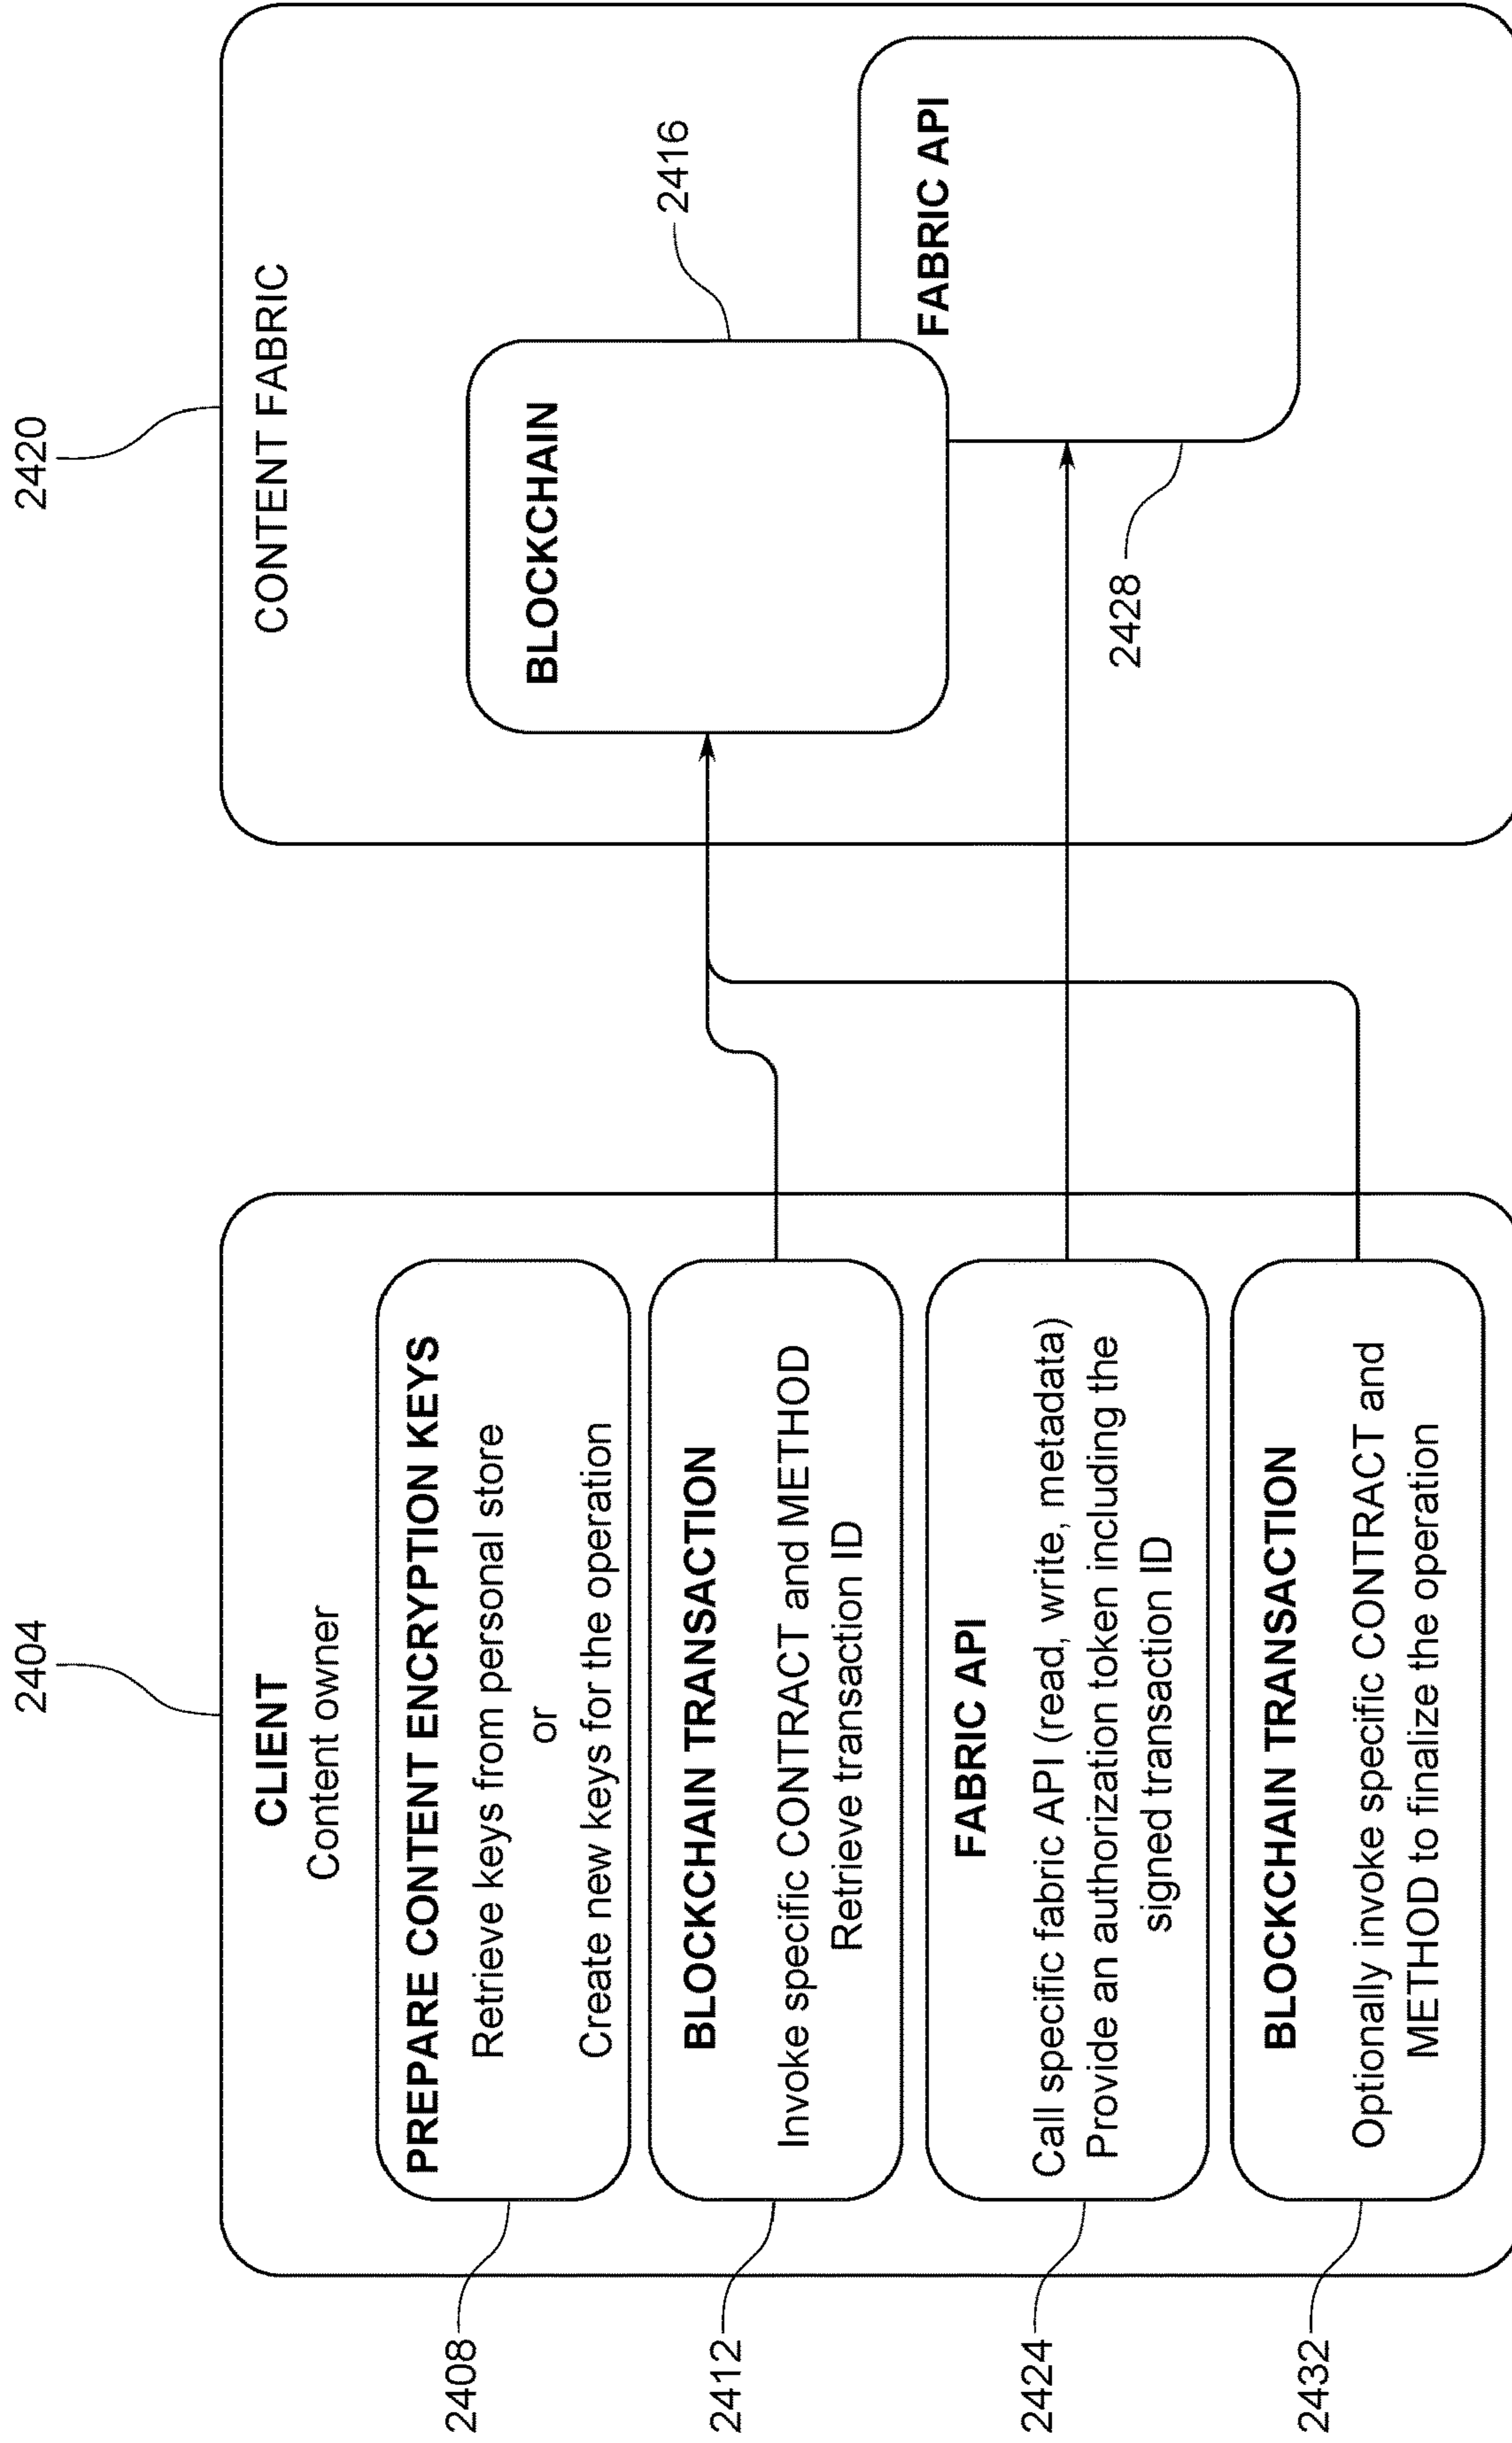 2404
CLIENT
Content owner
2408
PREPARE CONTENT ENCRYPTION KEYS
Retrieve keys from personal store
or
Create new keys for the operation
2412
BLOCKCHAIN TRANSACTION
Invoke specific CONTRACT and METHOD
Retrieve transaction ID
2424
FABRIC API
Call specific fabric API (read, write, metadata)
Provide an authorization token including the
signed transaction ID
2432
BLOCKCHAIN TRANSACTION
Optionally invoke specific CONTRACT and
METHOD to finalize the operation
2420
CONTENT FABRIC
BLOCKCHAIN
2416
FABRIC API
2428